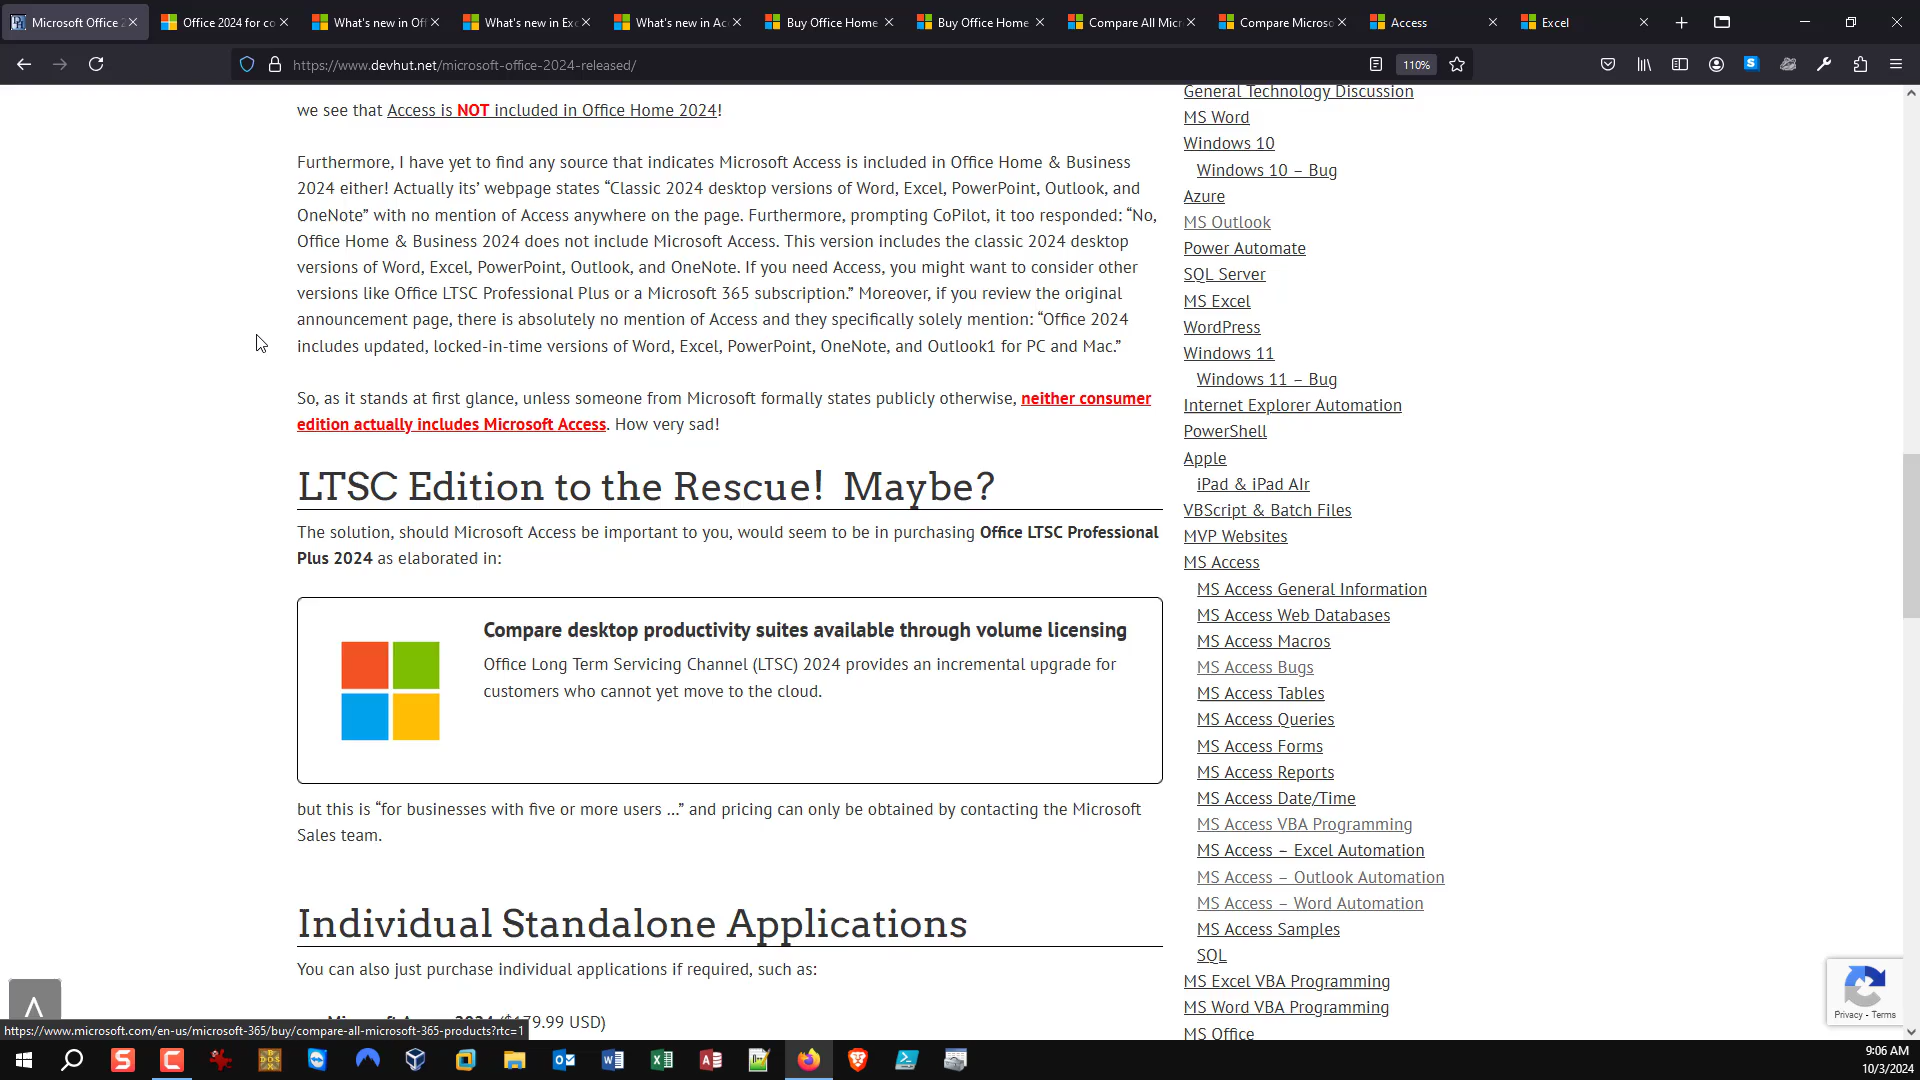 Microsoft Office 2
Office 2024 for co
What's new in Off
What's new in Exc
What's new in Ac
Buy Office Home
Buy Office Home
Compare All Micr
Compare Microso
Access
Excel
https://www.devhut.net/microsoft-office-2024-released/
110%
we see that Access is NOT included in Office Home 2024!
Furthermore, I have yet to find any source that indicates Microsoft Access is included in Office Home & Business
2024 either! Actually its’ webpage states “Classic 2024 desktop versions of Word, Excel, PowerPoint, Outlook, and
OneNote” with no mention of Access anywhere on the page. Furthermore, prompting CoPilot, it too responded: “No,
Office Home & Business 2024 does not include Microsoft Access. This version includes the classic 2024 desktop
versions of Word, Excel, PowerPoint, Outlook, and OneNote. If you need Access, you might want to consider other
versions like Office LTSC Professional Plus or a Microsoft 365 subscription.” Moreover, if you review the original
announcement page, there is absolutely no mention of Access and they specifically solely mention: “Office 2024
includes updated, locked-in-time versions of Word, Excel, PowerPoint, OneNote, and Outlook1 for PC and Mac.”
So, as it stands at first glance, unless someone from Microsoft formally states publicly otherwise, neither consumer
edition actually includes Microsoft Access. How very sad!
LTSC Edition to the Rescue! Maybe?
The solution, should Microsoft Access be important to you, would seem to be in purchasing Office LTSC Professional
Plus 2024 as elaborated in:
Compare desktop productivity suites available through volume licensing
Office Long Term Servicing Channel (LTSC) 2024 provides an incremental upgrade for
customers who cannot yet move to the cloud.
but this is “for businesses with five or more users …” and pricing can only be obtained by contacting the Microsoft
Sales team.
Individual Standalone Applications
You can also just purchase individual applications if required, such as:
Microsoft Access 2024 ($179.99 USD)
General Technology Discussion
MS Word
Windows 10
Windows 10 – Bug
Azure
MS Outlook
Power Automate
SQL Server
MS Excel
WordPress
Windows 11
Windows 11 – Bug
Internet Explorer Automation
PowerShell
Apple
iPad & iPad AIr
VBScript & Batch Files
MVP Websites
MS Access
MS Access General Information
MS Access Web Databases
MS Access Macros
MS Access Bugs
MS Access Tables
MS Access Queries
MS Access Forms
MS Access Reports
MS Access Date/Time
MS Access VBA Programming
MS Access – Excel Automation
MS Access – Outlook Automation
MS Access – Word Automation
MS Access Samples
SQL
MS Excel VBA Programming
MS Word VBA Programming
MS Office
Privacy - Terms
https://www.microsoft.com/en-us/microsoft-365/buy/compare-all-microsoft-365-products?rtc=1
9:06 AM
10/3/2024